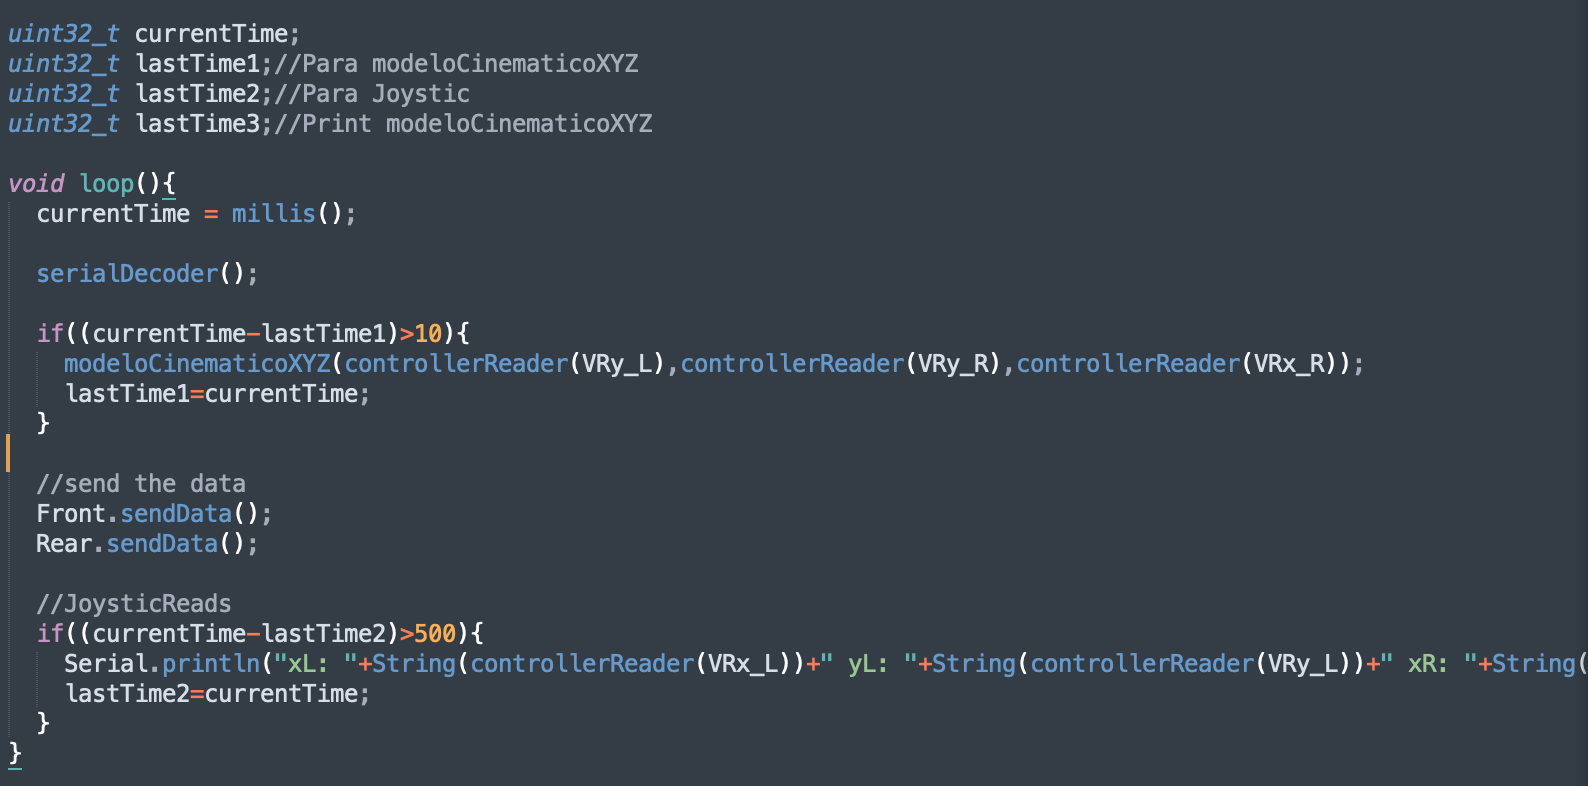 uint32_t currentTime;
uint32_t lastTime1;//Para modeloCinematicoXYZ
uint32_t lastTime2;//Para Joystic
uint32_t lastTime3;//Print modeloCinematicoXYZ
void loop(){
currentTime = millis();
serialDecoder();
if((currentTime-lastTime1)>10){
modeloCinematicoXYZ(controllerReader(VRy_L),controllerReader(VRy_R),controllerReader(VRx_R));
lastTime1=currentTime;
}
//send the data
Front.sendData();
Rear.sendData();
//JoysticReads
if((currentTime-lastTime2)>500){
Serial.println("xL: "+String(controllerReader(VRx_L))+" yL: "+String(controllerReader(VRy_L))+" xR: "+String(
lastTime2=currentTime;
}
}